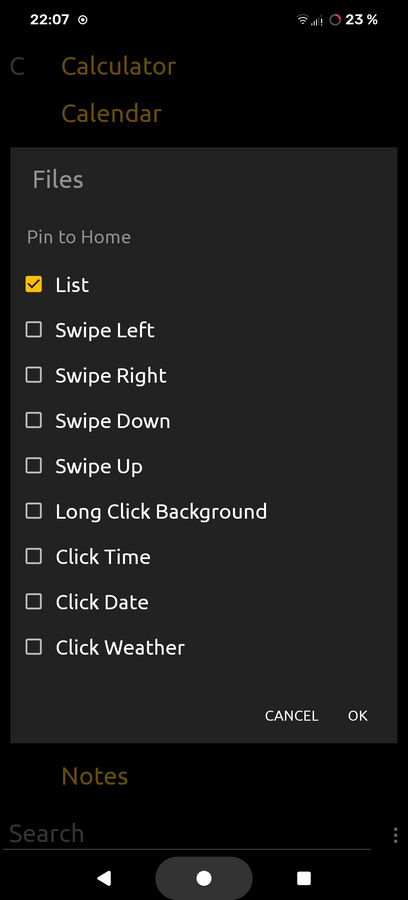 22:07 23 %
C Calculator
Calendar
Files
Pin to Home
List
Swipe Left
Swipe Right
Swipe Down
Swipe Up
Long Click Background
Click Time
Click Date
Click Weather
CANCEL OK
Notes
Search